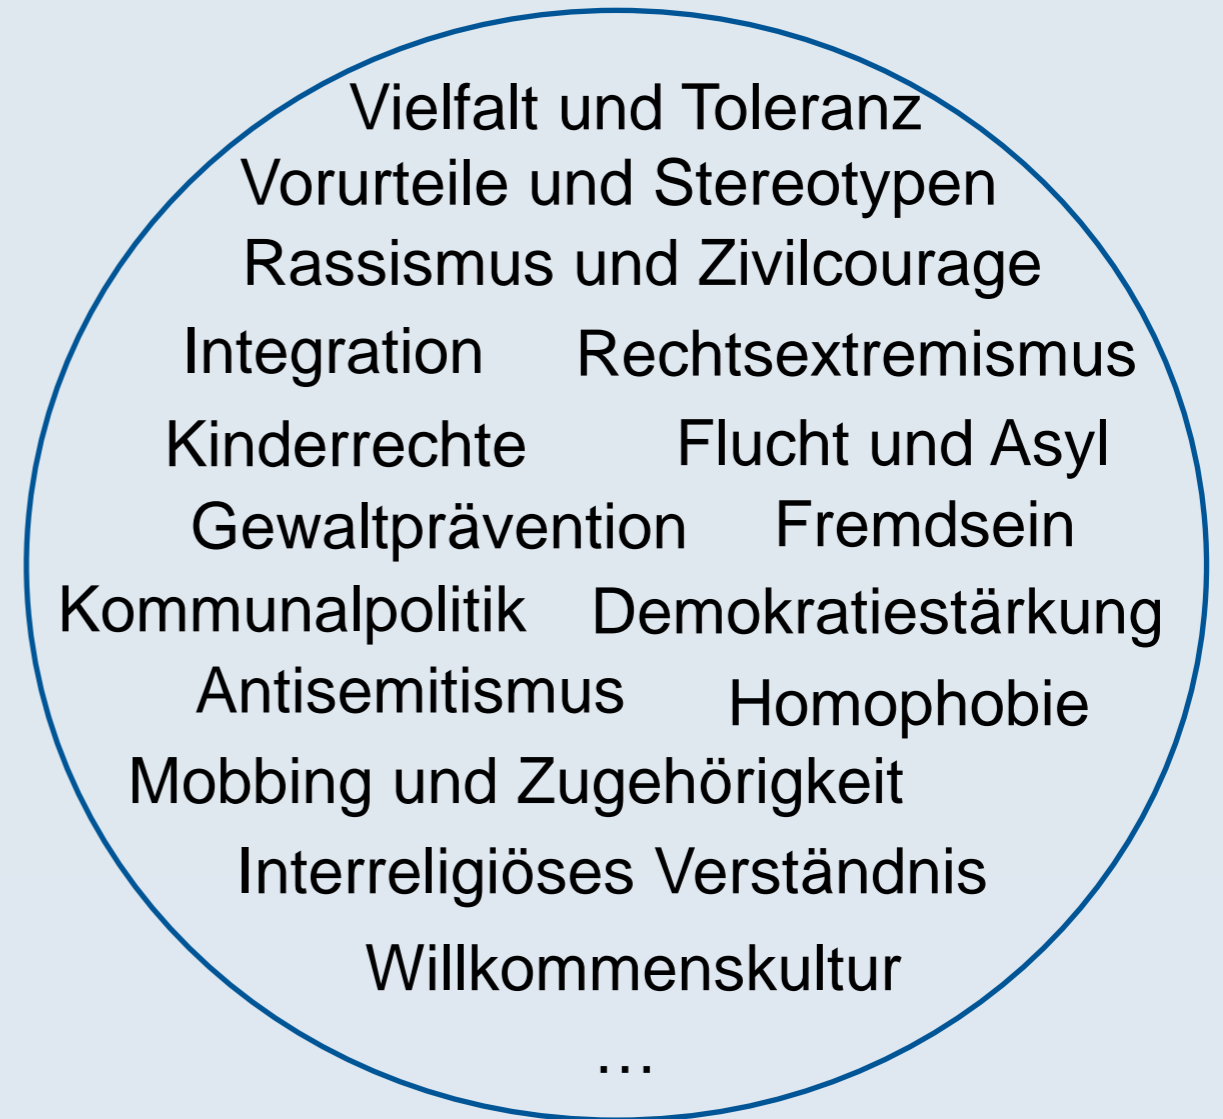 Vielfalt und Toleranz
Vorurteile und Stereotypen
Rassismus und Zivilcourage
Integration Rechtsextremismus
Kinderrechte Flucht und Asyl
Gewaltprävention Fremdsein
Kommunalpolitik Demokratiestärkung
Antisemitismus Homophobie
Mobbing und Zugehörigkeit
Interreligiöses Verständnis
Willkommenskultur
…